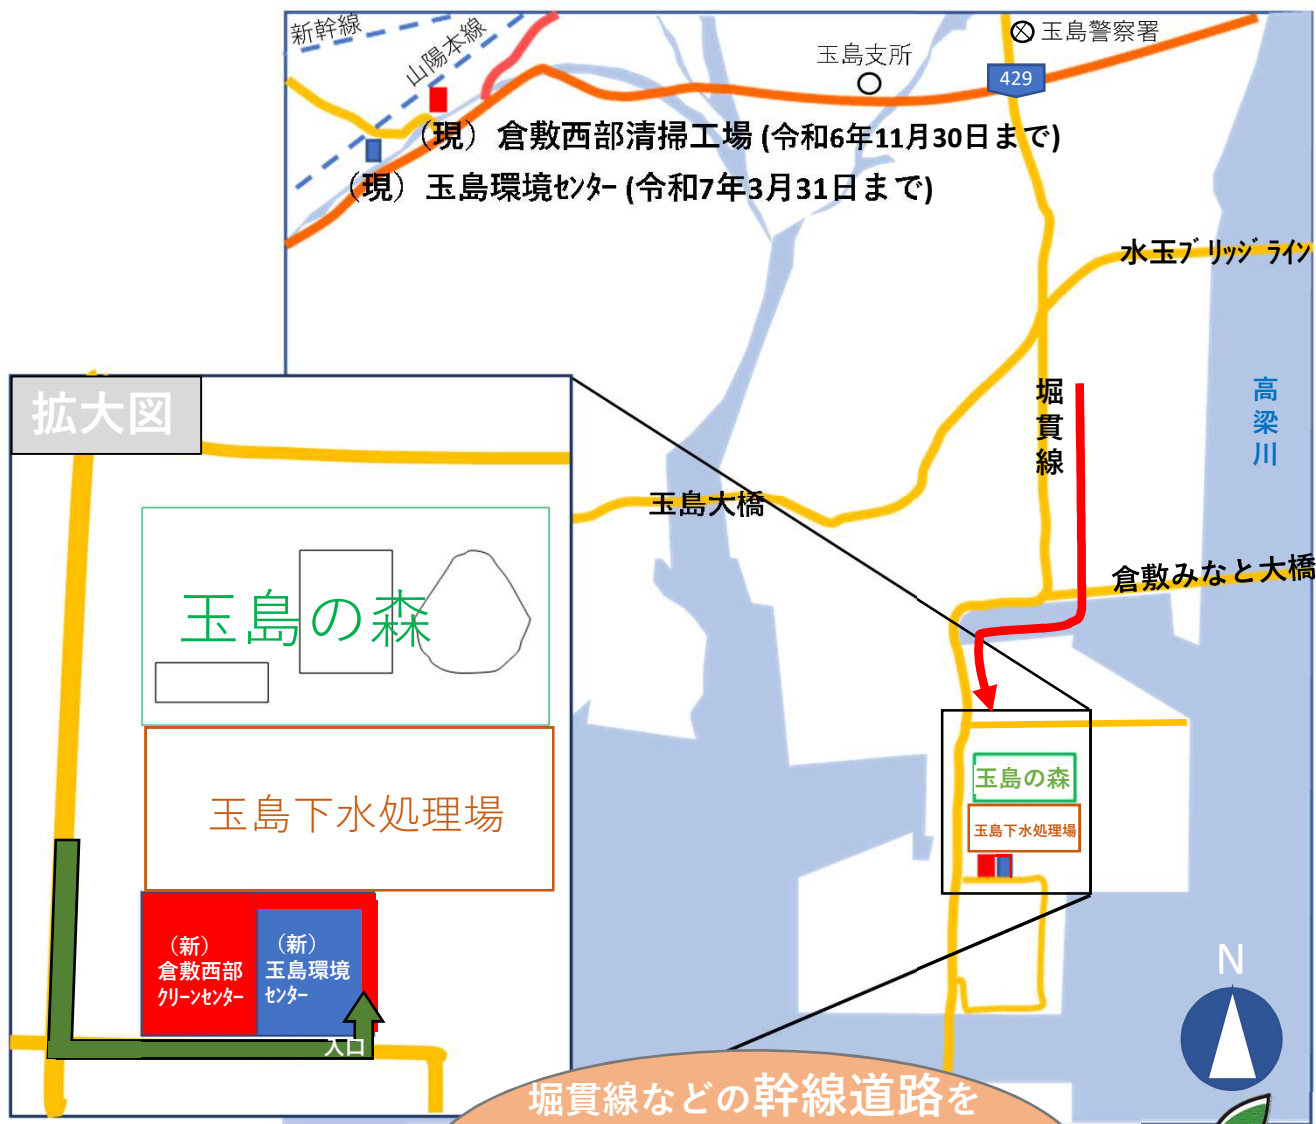 新幹線
山陽本線
玉島支所
玉島警察署
429
（現）倉敷西部清掃工場 (令和6年11月30日まで)
（現）玉島環境ｾﾝﾀｰ (令和7年3月31日まで)
水玉ﾌﾞﾘｯｼﾞﾗｲﾝ
堀貫線
高梁川
玉島大橋
倉敷みなと大橋
玉島の森
玉島下水処理場
拡大図
玉島の森
玉島下水処理場
（新）
倉敷西部
ｸﾘｰﾝｾﾝﾀｰ
（新）
玉島環境
ｾﾝﾀｰ
入口
N
堀貫線などの幹線道路を